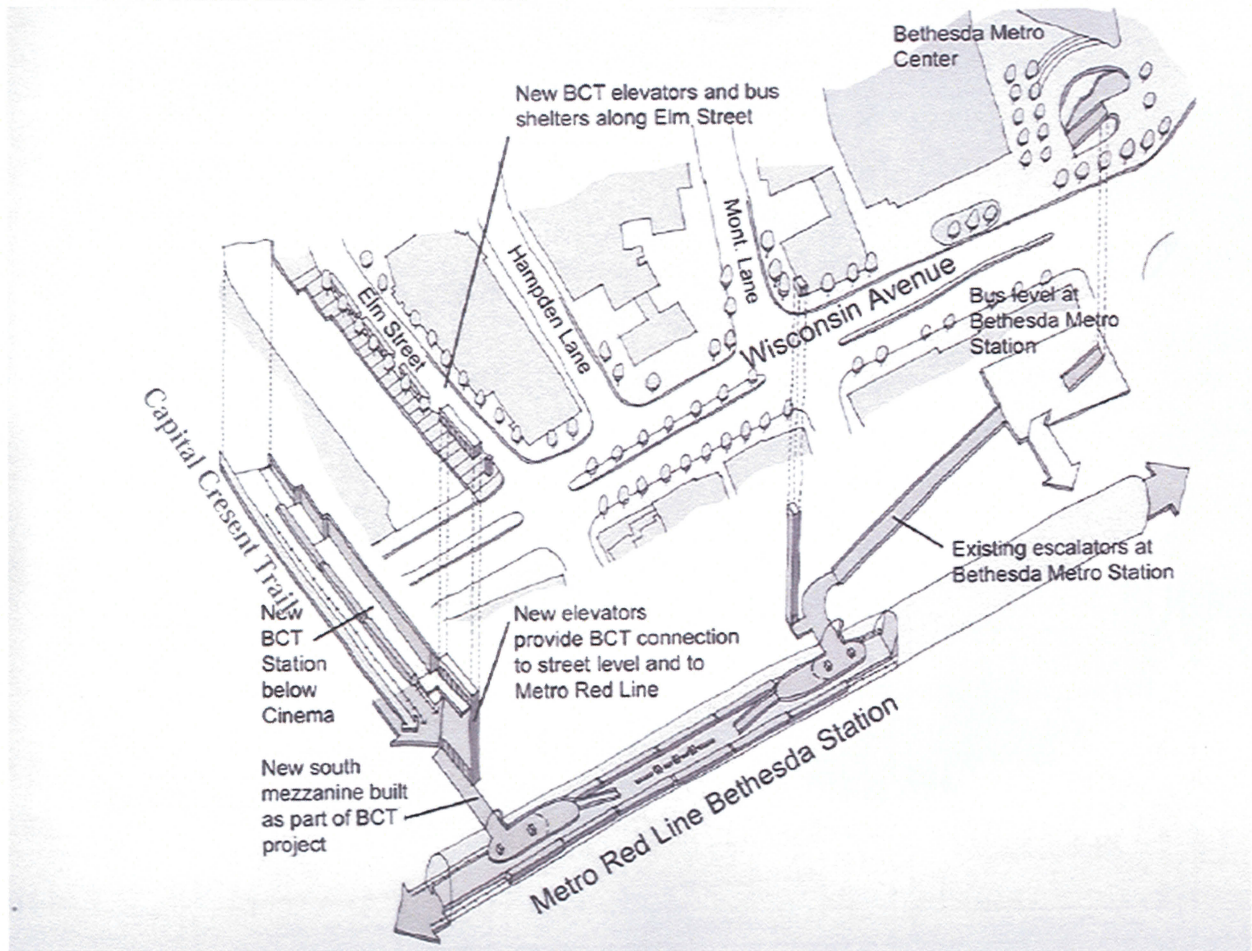 Bethesda Metro
Center
New BCT elevators and bus
shelters along Elm Street
Mont. Lane
Hampden Lane
Elm Street
Wisconsin Avenue
Bus level at
Bethesda Metro
Station
Capital Cresent Trail
Existing escalators at
Bethesda Metro Station
New
BCT
Station
below
Cinema
New elevators
provide BCT connection
to street level and to
Metro Red Line
New south
mezzanine built
as part of BCT
project
Metro Red Line Bethesda Station